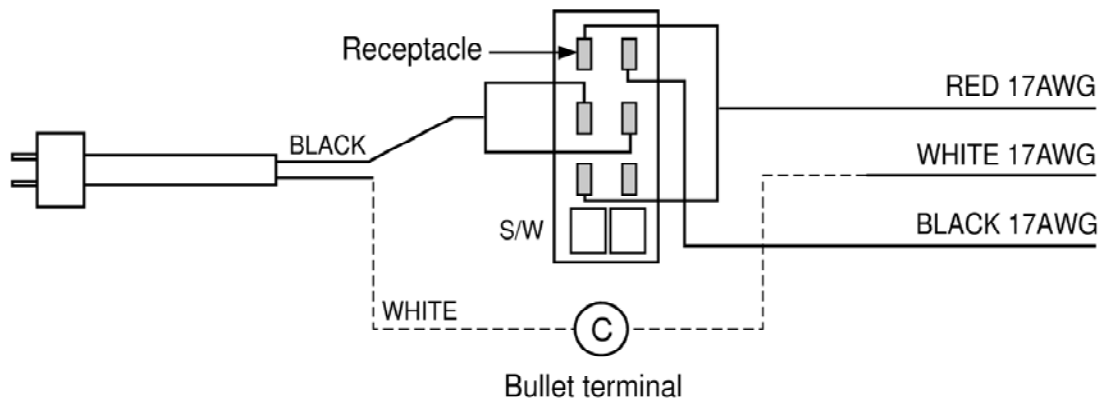 Receptacle
RED 17AWG
BLACK
WHITE 17AWG
S/W
BLACK 17AWG
WHITE
C
Bullet terminal